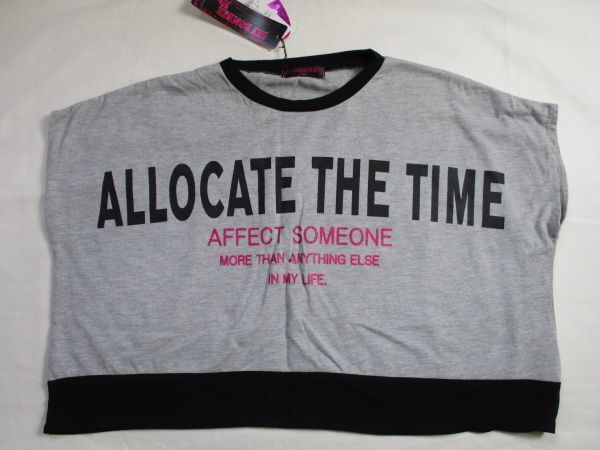 ALLOCATE THE TIME
AFFECT SOMEONE
MORE THAN ANYTHING ELSE
IN MY LIFE.